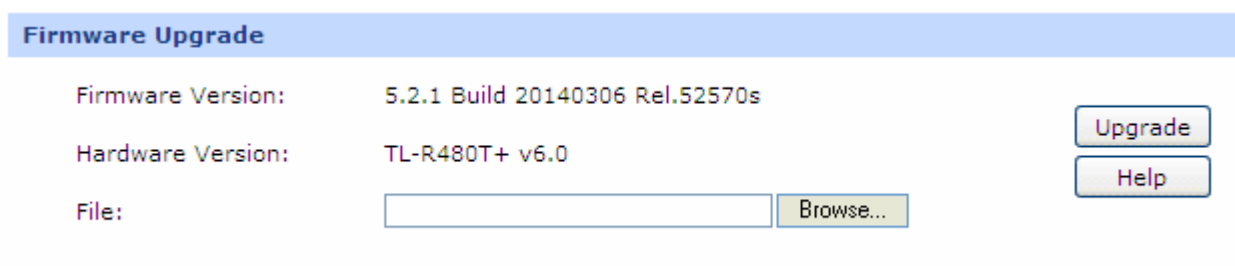 Firmware Upgrade
Firmware Version: 5.2.1 Build 20140306 Rel.52570s
Upgrade
Hardware Version: TL-R480T+ v6.0
Help
File: Browse...